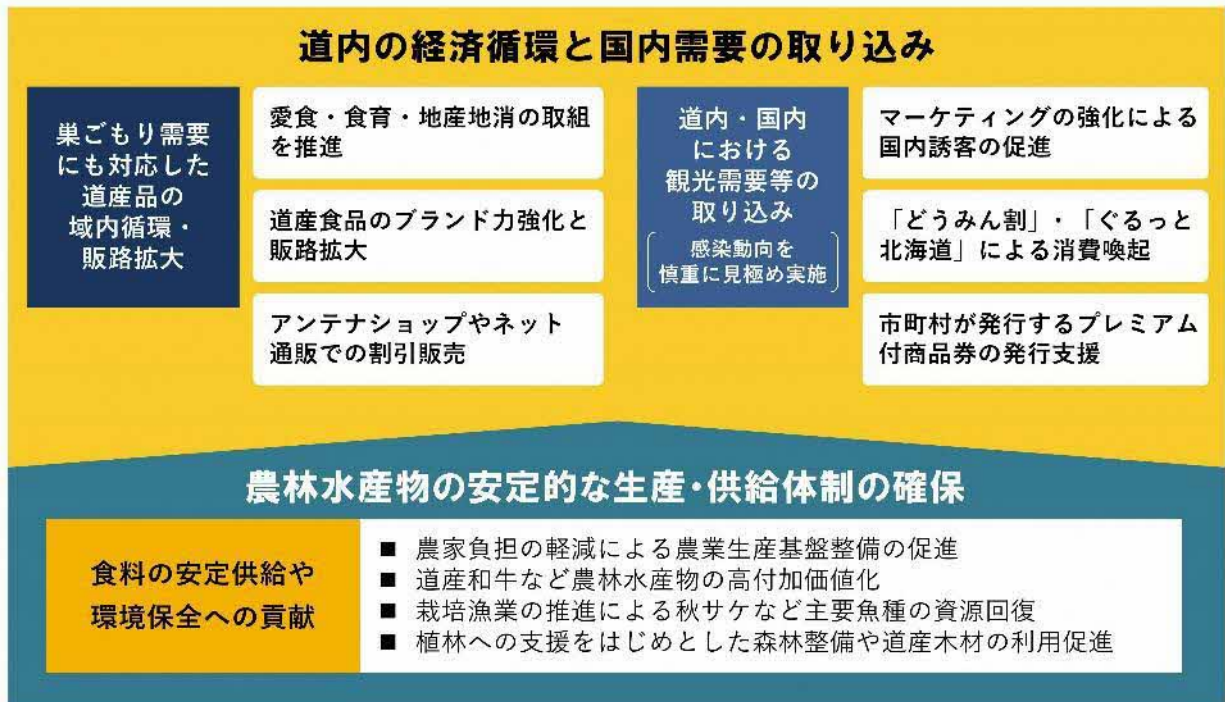 道内の経済循環と国内需要の取り込み
巣ごもり需要
にも対応した
道産品の
域内循環・
販路拡大
愛食・食育・地産地消の取組
を推進
道産食品のブランド力強化と
販路拡大
アンテナショップやネット
通販での割引販売
道内・国内
における
観光需要等の
取り込み
感染動向を
慎重に見極め実施
マーケティングの強化による
国内誘客の促進
「どうみん割」・「ぐるっと
北海道」による消費喚起
市町村が発行するプレミアム
付商品券の発行支援
農林水産物の安定的な生産・供給体制の確保
食料の安定供給や
環境保全への貢献
■ 農家負担の軽減による農業生産基盤整備の促進
■ 道産和牛など農林水産物の高付加価値化
■ 栽培漁業の推進による秋サケなど主要魚種の資源回復
■ 植林への支援をはじめとした森林整備や道産木材の利用促進